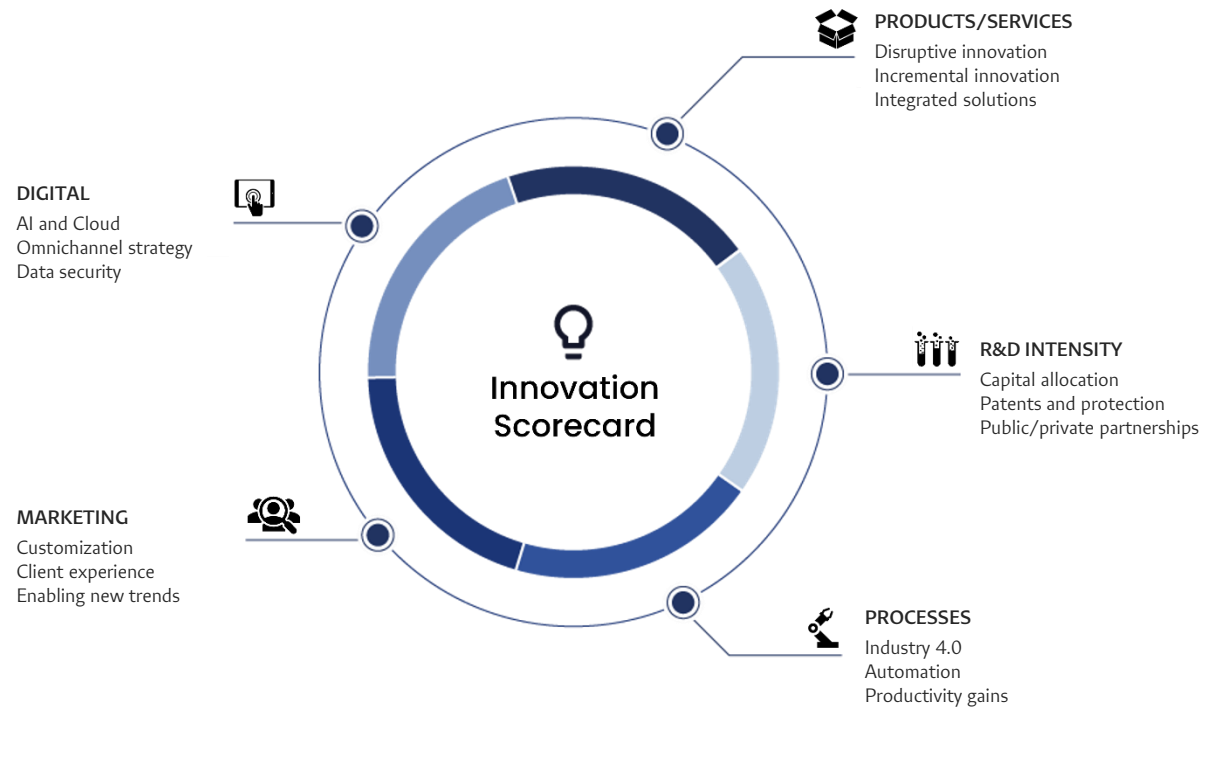 PRODUCTS/SERVICES
Disruptive innovation
Incremental innovation
Integrated solutions
DIGITAL
AI and Cloud
Omnichannel strategy
Data security
Innovation
Scorecard
R&D INTENSITY
Capital allocation
Patents and protection
Public/private partnerships
MARKETING
Customization
Client experience
Enabling new trends
PROCESSES
Industry 4.0
Automation
Productivity gains